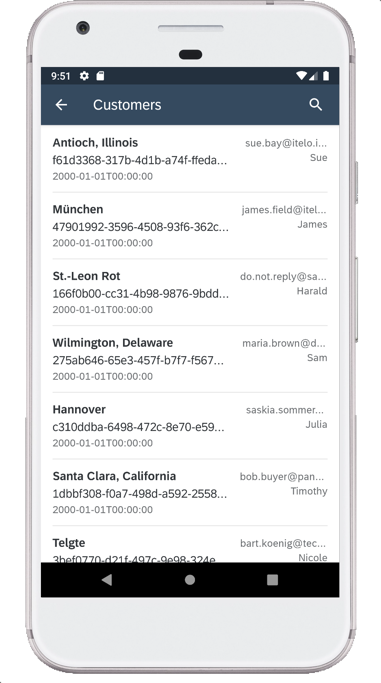 9:51
Customers
Antioch, Illinois
sue.bay@itelo.i...
f61d3368-317b-4d1b-a74f-ffeda...
Sue
2000-01-01T00:00:00
München
james.field@itel...
47901992-3596-4508-93f6-362c...
James
2000-01-01T00:00:00
St.-Leon Rot
do.not.reply@sa...
166f0b00-cc31-4b98-9876-9bdd...
Harald
2000-01-01T00:00:00
Wilmington, Delaware
maria.brown@d...
275ab646-65e3-457f-b7f7-f567...
Sam
2000-01-01T00:00:00
Hannover
saskia.sommer...
c310ddba-6498-472c-8e70-e59...
Julia
2000-01-01T00:00:00
Santa Clara, California
bob.buyer@pan...
1dbbf308-f0a7-498d-a592-2558...
Timothy
2000-01-01T00:00:00
Telgte
bart.koenig@tec...
3bef0770-d21f-497c-9e98-324e...
Nicole